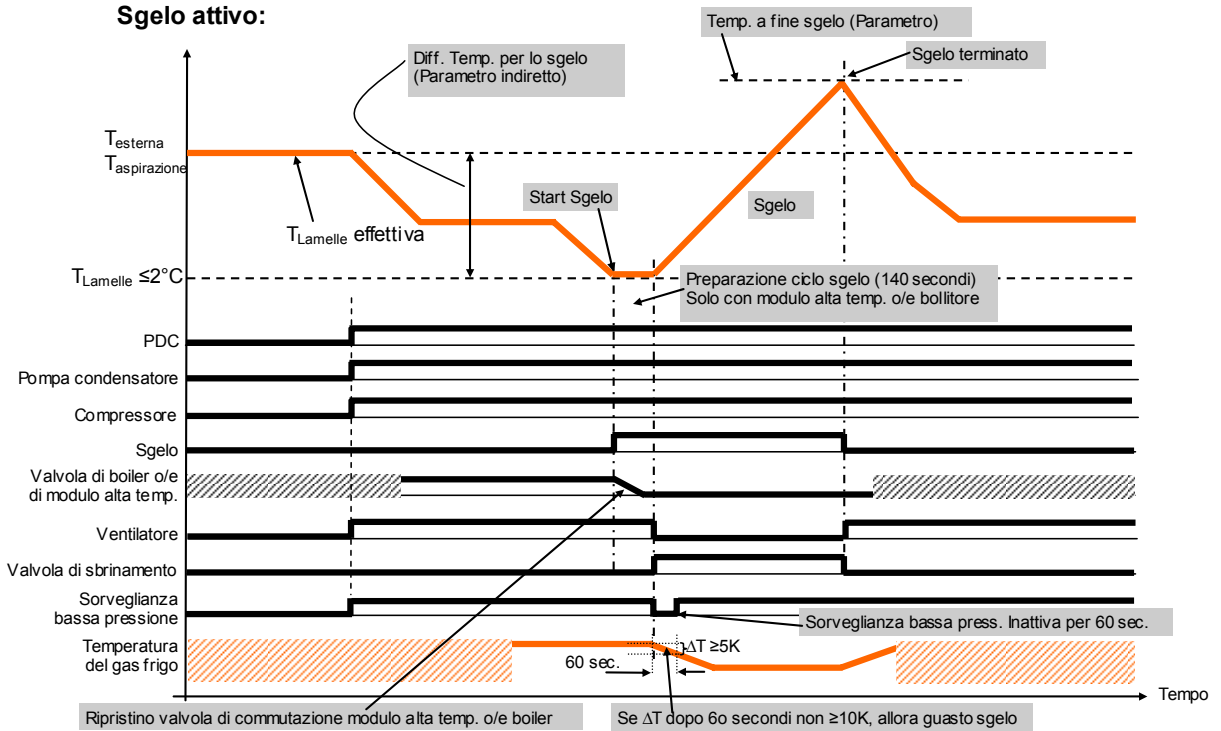 Sgelo attivo:
Temp. a fine sgelo (Parametro)
Sgelo terminato
Diff. Temp. per lo sgelo
(Parametro indiretto)
Testerna
Taspirazione
Start Sgelo
Sgelo
TLamelle effettiva
TLamelle ≤2°C
Preparazione ciclo sgelo (140 secondi)
Solo con modulo alta temp. o/e bollitore
PDC
Pompa condensatore
Compressore
Sgelo
Valvola di boiler o/e
di modulo alta temp.
Ventilatore
Valvola di sbrinamento
Sorveglianza
bassa pressione
Sorveglianza bassa press. Inattiva per 60 sec.
Temperatura
del gas frigo
60 sec.
ΔT ≥5K
Tempo
Ripristino valvola di commutazione modulo alta temp. o/e boiler
Se ΔT dopo 6o secondi non ≥10K, allora guasto sgelo